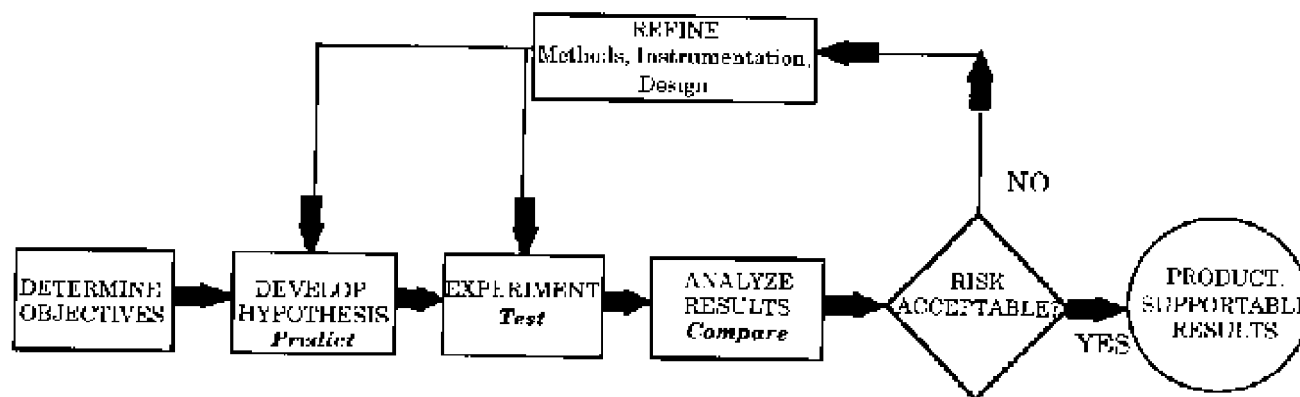 REFINE
Methods, Instrumentation,
Design
NO
DETERMINE
OBJECTIVES
DEVELOP
HYPOTHESIS
Predict
EXPERIMENT
Test
ANALYZE
RESULTS
Compare
RISK
ACCEPTABLE?
YES
PRODUCT.
SUPPORTABLE
RESULTS